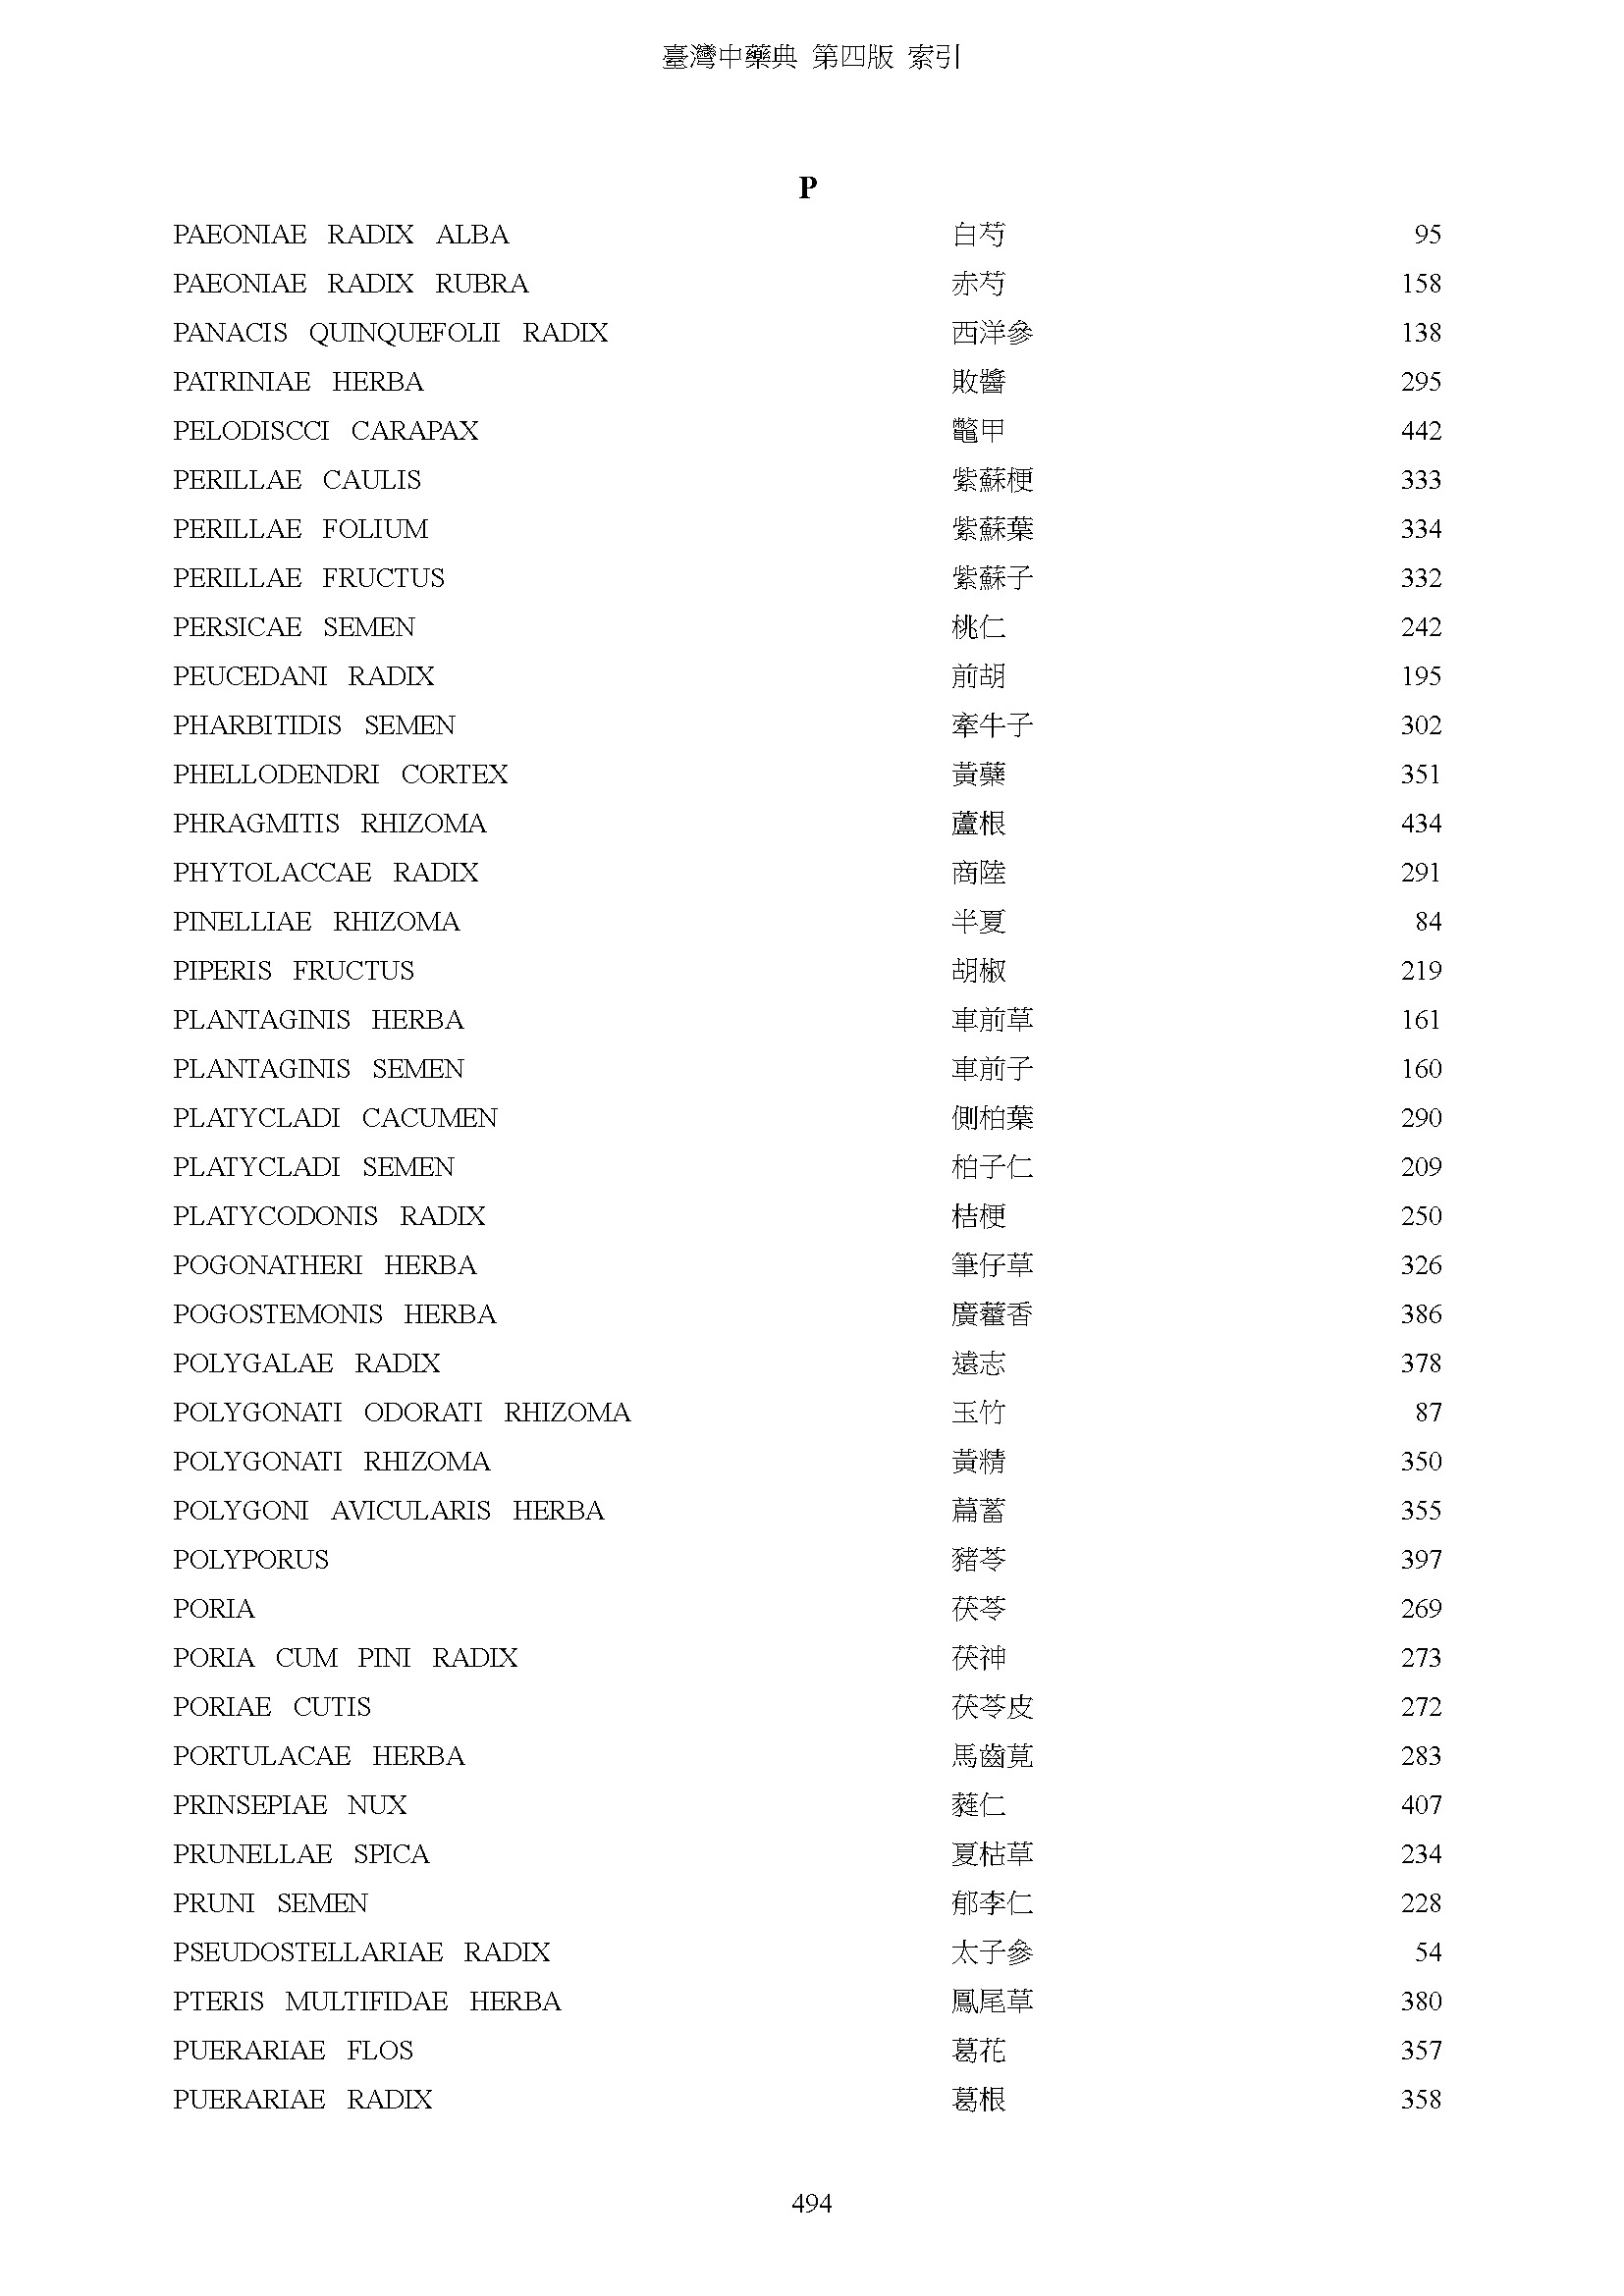 臺灣中藥典 第四版 索引
P
PAEONIAE RADIX ALBA 白芍 95
PAEONIAE RADIX RUBRA 赤芍 158
PANACIS QUINQUEFOLII RADIX 西洋參 138
PATRINIAE HERBA 敗醬 295
PELODISCCI CARAPAX 鼈甲 442
PERILLAE CAULIS 紫蘇梗 333
PERILLAE FOLIUM 紫蘇葉 334
PERILLAE FRUCTUS 紫蘇子 332
PERSICAE SEMEN 桃仁 242
PEUCEDANI RADIX 前胡 195
PHARBITIDIS SEMEN 牽牛子 302
PHELLODENDRI CORTEX 黃蘗 351
PHRAGMITIS RHIZOMA 蘆根 434
PHYTOLACCAE RADIX 商陸 291
PINELLIAE RHIZOMA 半夏 84
PIPERIS FRUCTUS 胡椒 219
PLANTAGINIS HERBA 車前草 161
PLANTAGINIS SEMEN 車前子 160
PLATYCLADI CACUMEN 側柏葉 290
PLATYCLADI SEMEN 柏子仁 209
PLATYCODONIS RADIX 桔梗 250
POGONATHERI HERBA 筆仔草 326
POGOSTEMONIS HERBA 廣藿香 386
POLYGALAE RADIX 遠志 378
POLYGONATI ODORATI RHIZOMA 玉竹 87
POLYGONATI RHIZOMA 黃精 350
POLYGONI AVICULARIS HERBA 萹蓄 355
POLYPORUS 豬苓 397
PORIA 茯苓 269
PORIA CUM PINI RADIX 茯神 273
PORIAE CUTIS 茯苓皮 272
PORTULACAE HERBA 馬齒莧 283
PRINSEPIAE NUX 蕤仁 407
PRUNELLAE SPICA 夏枯草 234
PRUNI SEMEN 郁李仁 228
PSEUDOSTELLARIAE RADIX 太子參 54
PTERIS MULTIFIDAE HERBA 鳳尾草 380
PUERARIAE FLOS 葛花 357
PUERARIAE RADIX 葛根 358
494